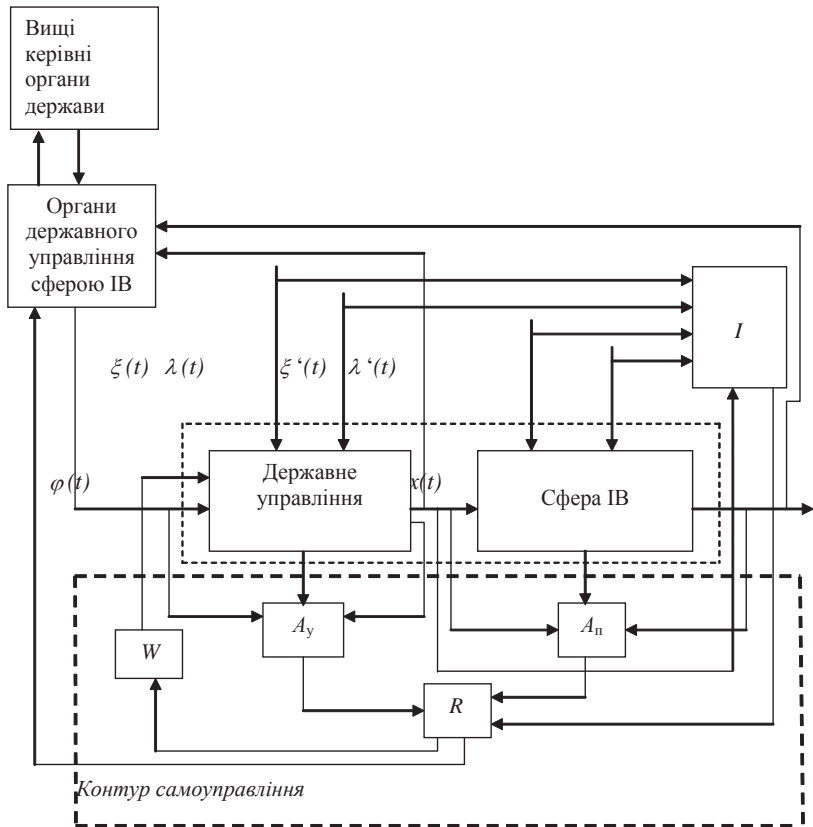 Вищі
керівні
органи
держави
Органи
державного
управління
сферою ІВ
I
ξ(t) λ(t) ξ‘(t) λ‘(t)
φ(t)
Державне
управління
x(t)
Сфера ІВ
Aу
Aп
W
R
Контур самоуправління